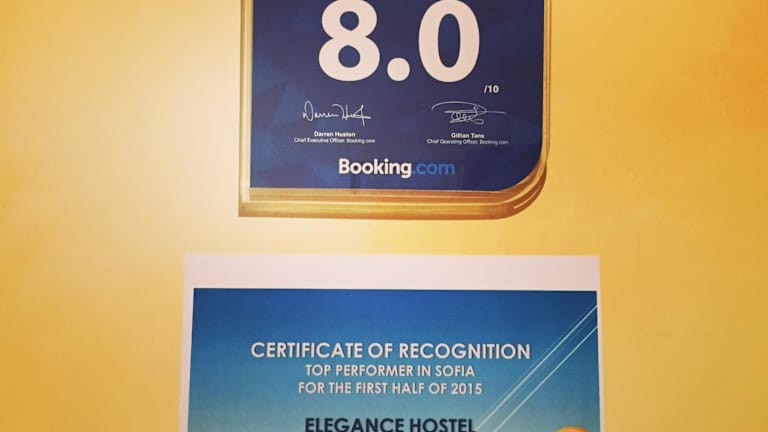 8.0
/10
Darren Huston
Gillian Tans
Chief Executive Officer, Booking.com
Chief Operating Officer, Booking.com
Booking.com
CERTIFICATE OF RECOGNITION
TOP PERFORMER IN SOFIA
FOR THE FIRST HALF OF 2015
ELEGANCE HOSTEL